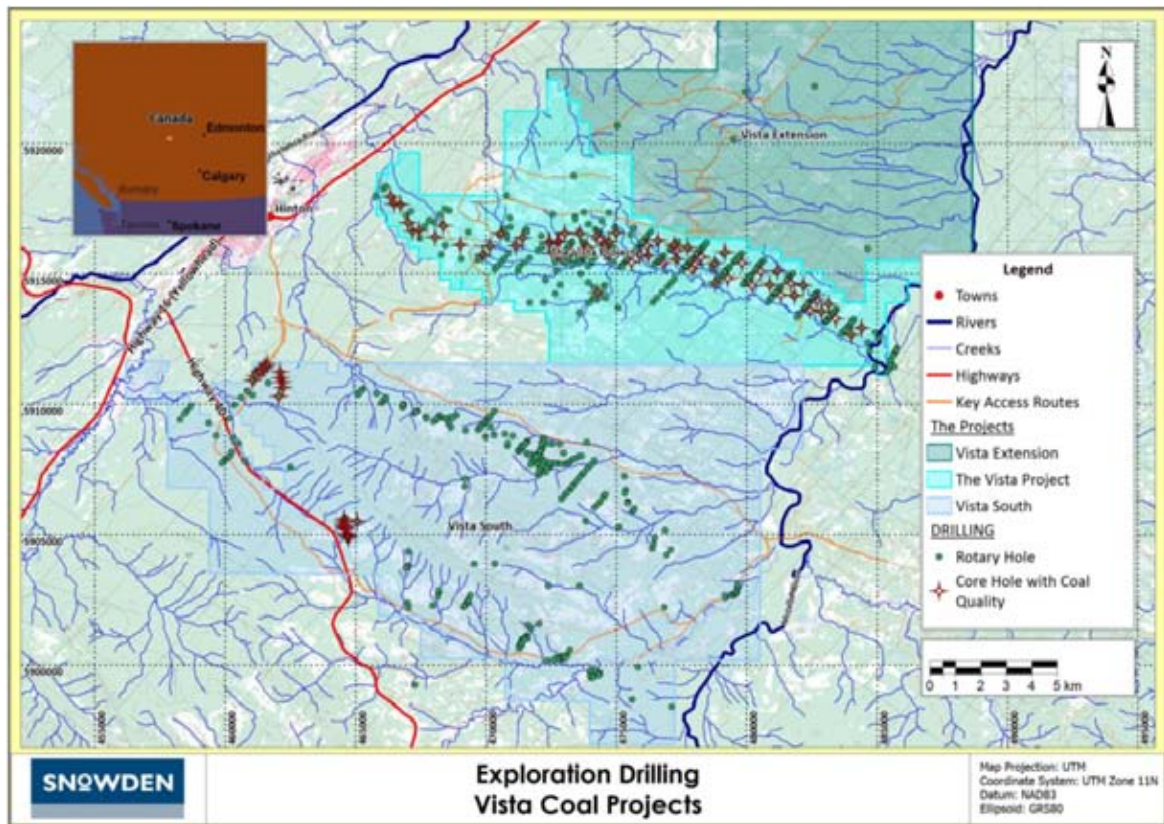 Canada
Edmonton
Calgary
Spokane
Hinton
N
Vista Extension
5920000
5915000
5910000
5905000
5900000
Vista South
Legend
Towns
Rivers
Creeks
Highways
Key Access Routes
The Projects
Vista Extension
The Vista Project
Vista South
DRILLING
Rotary Hole
Core Hole with Coal
Quality
0 1 2 3 4 5 km
SNOWDEN
Exploration Drilling
Vista Coal Projects
Map Projection: UTM
Coordinate System: UTM Zone 11N
Datum: NAD83
Ellipsoid: GRS80